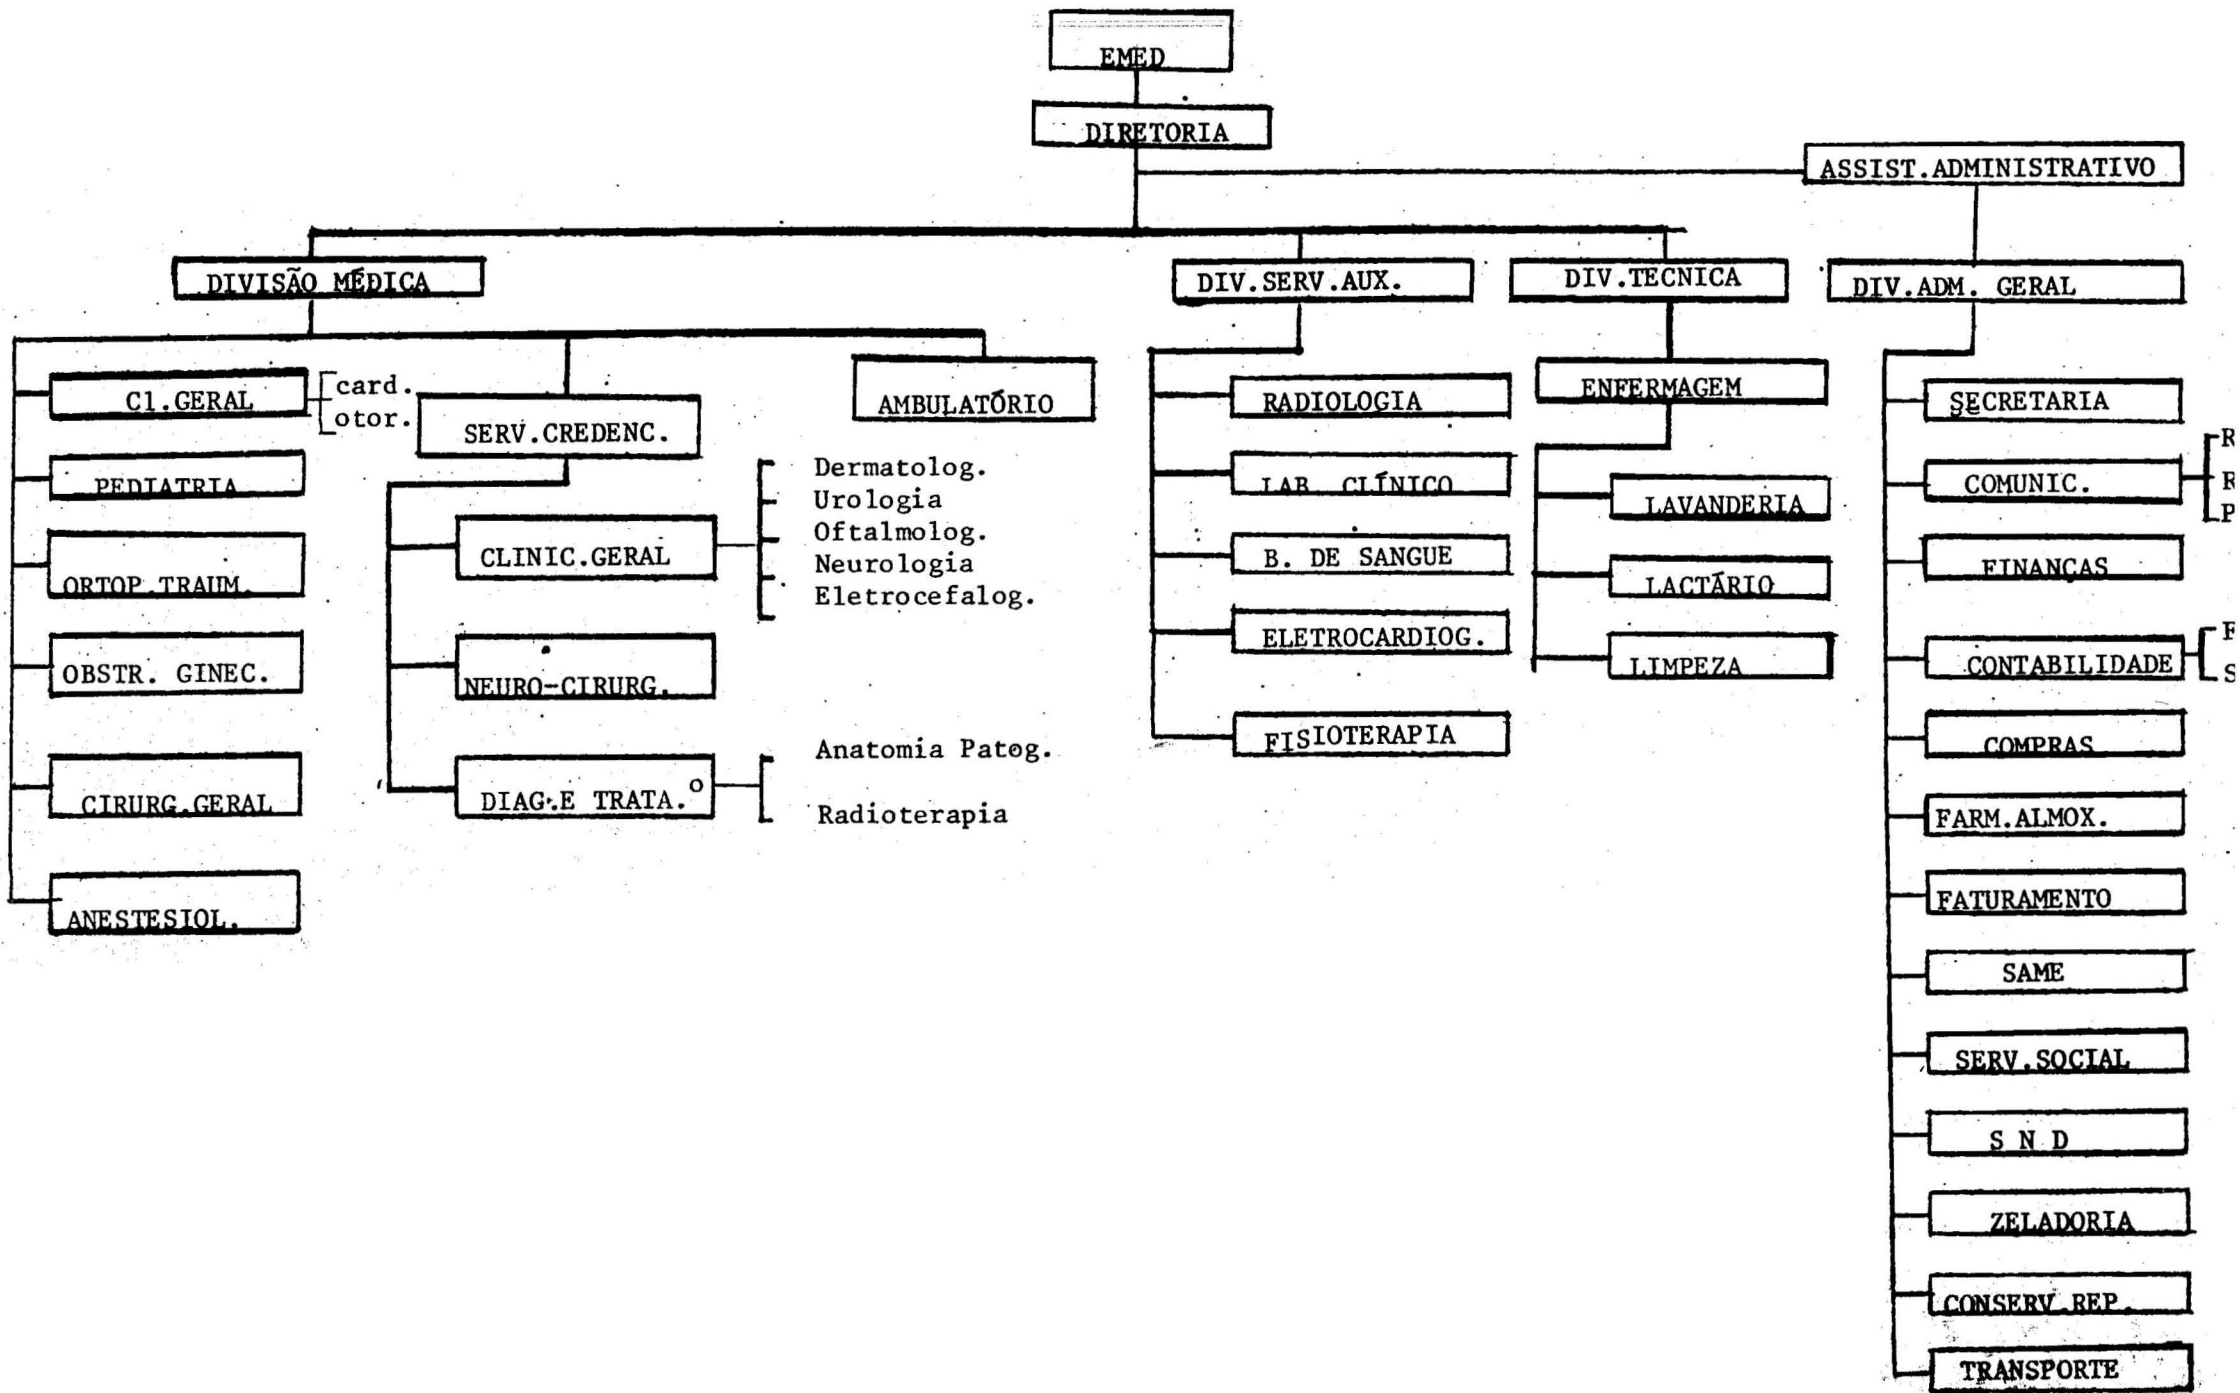 EMED
DIRETORIA
ASSIST.ADMINISTRATIVO
DIVISÃO MÉDICA
DIV.SERV.AUX.
DIV.TECNICA
DIV.ADM. GERAL
Cl.GERAL
card.
otor.
PEDIATRIA
ORTOP.TRAUM.
OBSTR. GINEC.
CIRURG.GERAL
ANESTESIOL.
SERV.CREDENC.
CLINIC.GERAL
Dermatolog.
Urologia
Oftalmolog.
Neurologia
Eletrocefalog.
NEURO-CIRURG.
DIAG.E TRATA.º
Anatomia Patog.
Radioterapia
AMBULATÓRIO
RADIOLOGIA
LAB. CLÍNICO
B. DE SANGUE
ELETROCARDIOG.
FISIOTERAPIA
ENFERMAGEM
LAVANDERIA
LACTÁRIO
LIMPEZA
SECRETARIA
COMUNIC.
FINANÇAS
CONTABILIDADE
COMPRAS
FARM.ALMOX.
FATURAMENTO
SAME
SERV.SOCIAL
S N D
ZELADORIA
CONSERV.REP.
TRANSPORTE